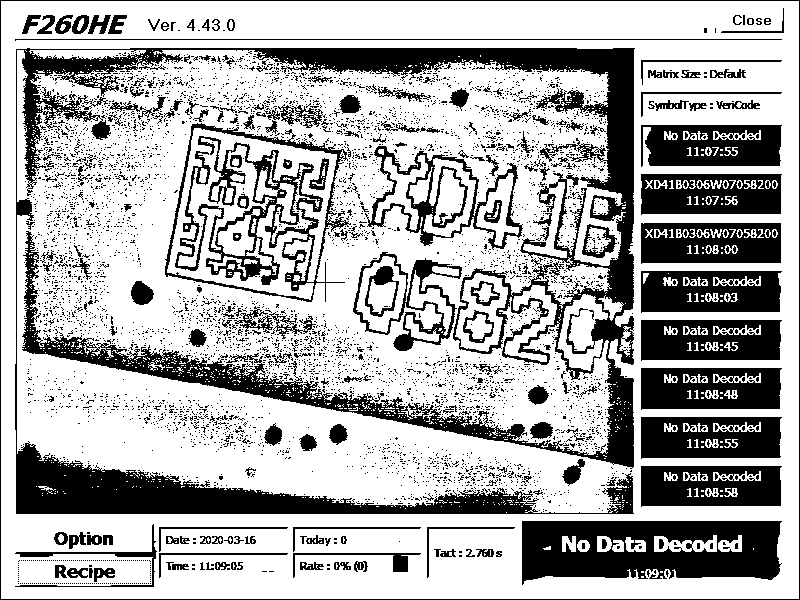 F260HE Ver. 4.43.0 Close
Matrix Size : Default
SymbolType : VeriCode
No Data Decoded
11:07:55
XD41B0306W07058200
11:07:56
XD41B0306W07058200
11:08:00
No Data Decoded
11:08:03
No Data Decoded
11:08:45
No Data Decoded
11:08:48
No Data Decoded
11:08:55
No Data Decoded
11:08:58
XD41B
05820
Option
Recipe
Date : 2020-03-16
Time : 11:09:05
Today : 0
Rate : 0% (0)
Tact : 2.760 s
No Data Decoded
11:09:01